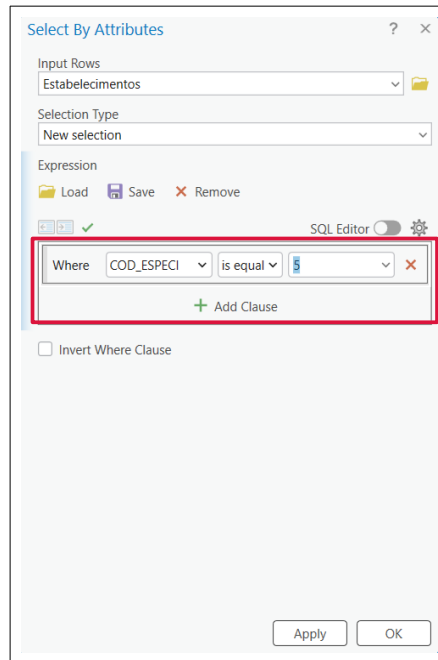 Select By Attributes ? ×
Input Rows
Estabelecimentos
Selection Type
New selection
Expression
Load Save × Remove
SQL Editor
Where COD_ESPECI is equal 5 ×
+ Add Clause
Invert Where Clause
Apply OK